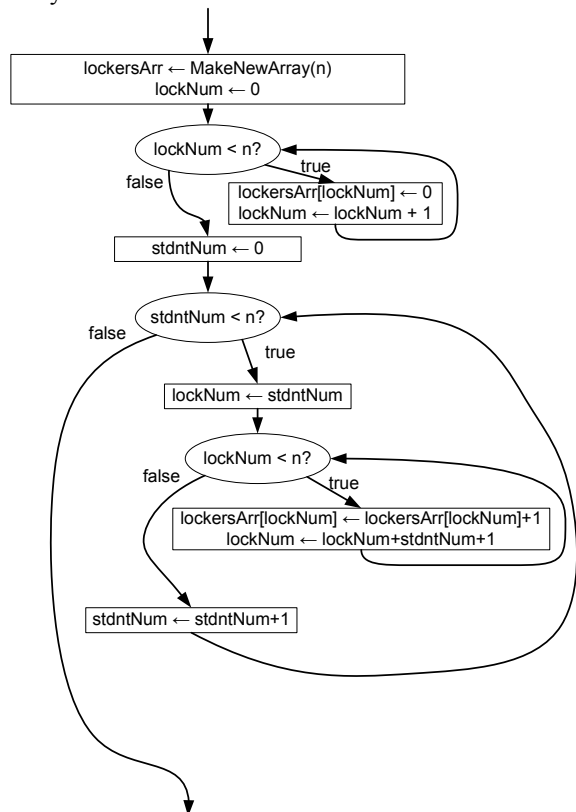 lockersArr ← MakeNewArray(n)
lockNum ← 0
lockNum < n?
true
false
lockersArr[lockNum] ← 0
lockNum ← lockNum + 1
stdntNum ← 0
stdntNum < n?
false
true
lockNum ← stdntNum
lockNum < n?
false
true
lockersArr[lockNum] ← lockersArr[lockNum]+1
lockNum ← lockNum+stdntNum+1
stdntNum ← stdntNum+1